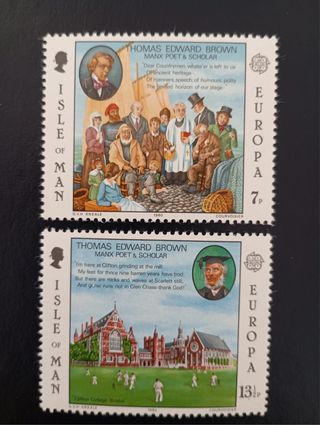 THOMAS EDWARD BROWN
MANX POET & SCHOLAR
"Dear Countrymen, whate'er is left to us
Of ancient heritage -
Of manners, speech, of humours, polity
The limited horizon of our stage -"
ISLE OF MAN
EUROPA
7P
1980
COURVOISIER
THOMAS EDWARD BROWN
MANX POET & SCHOLAR
"I'm here at Clifton grinding at the mill
My feet for thrice nine barren years have trod.
But there are rocks and waves at Scarlett still,
And gorse runs riot in Glen Chass-thank God!"
ISLE OF MAN
EUROPA
13½P
Clifton College, Bristol
1980
COURVOISIER